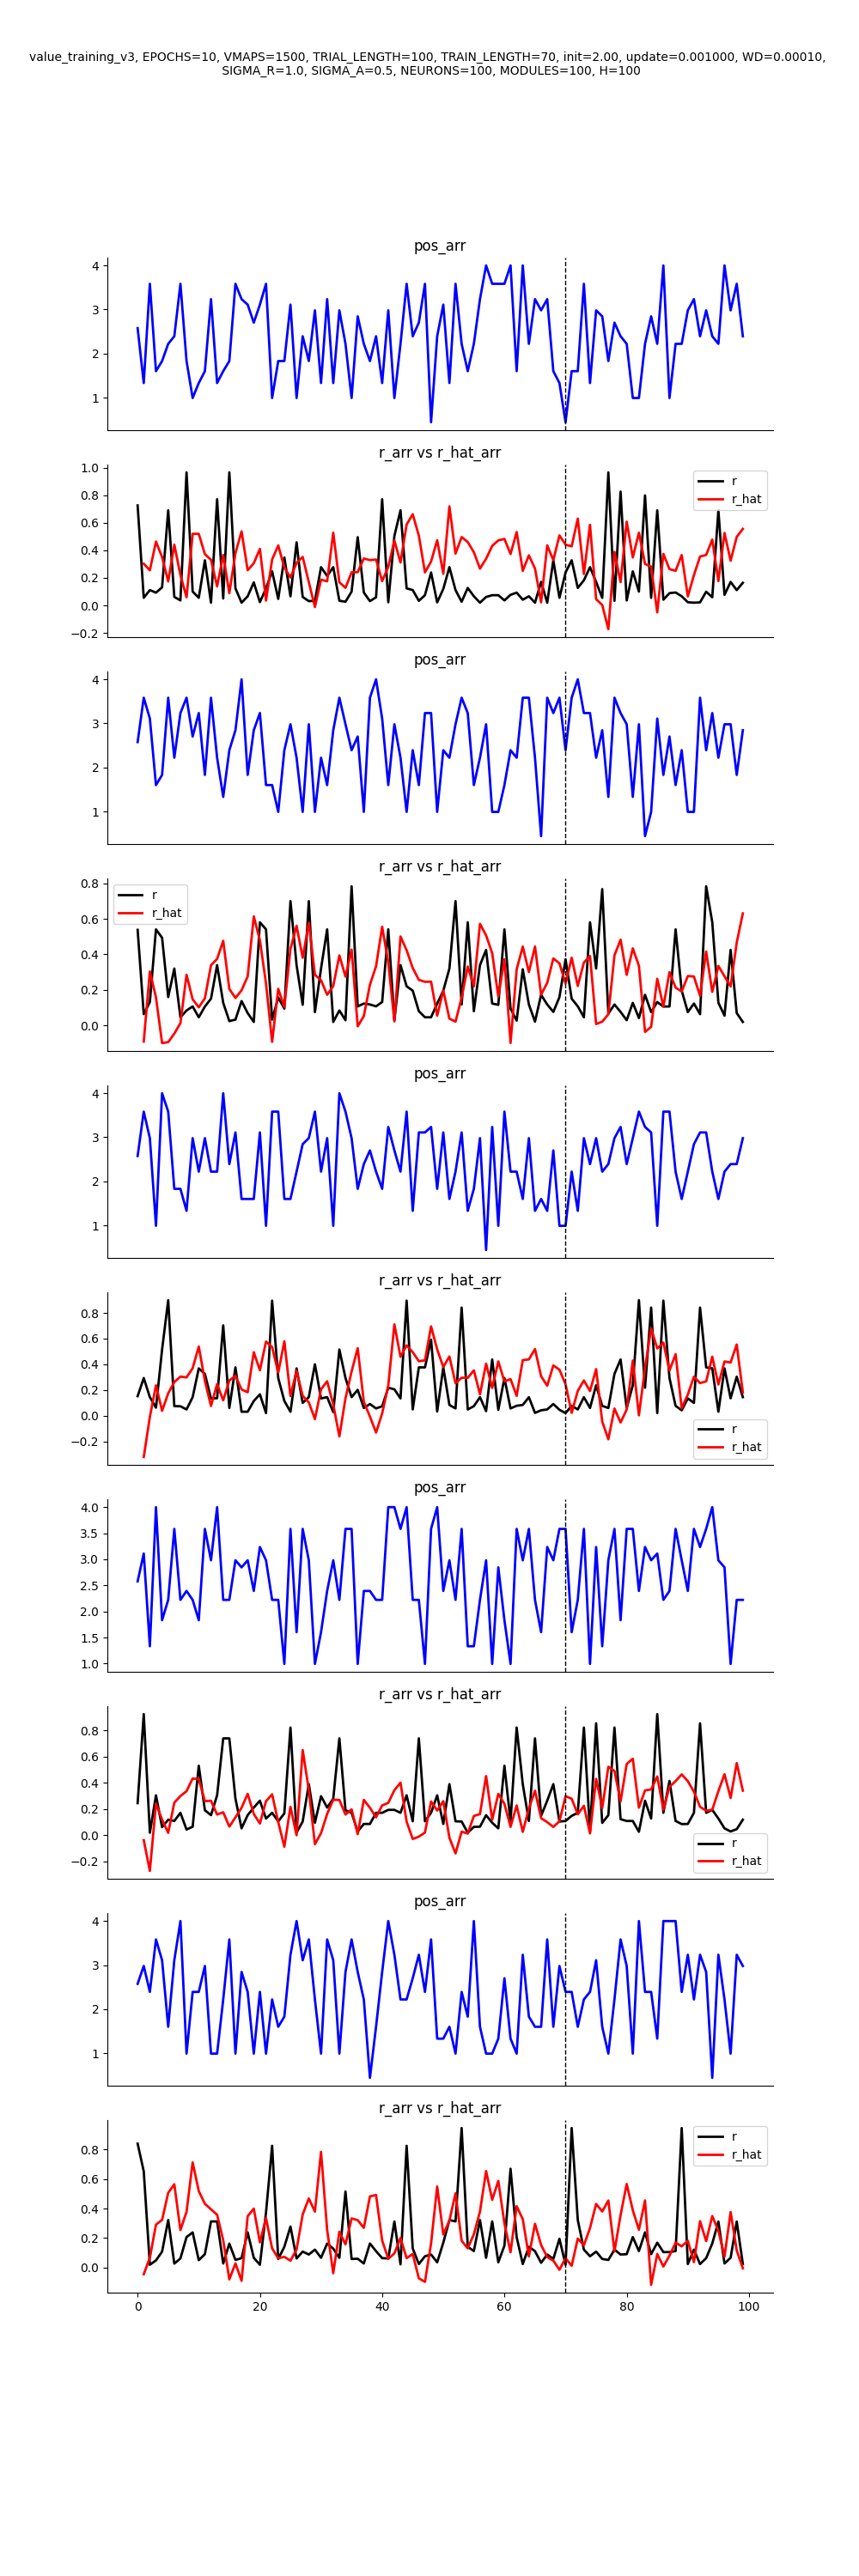 value_training_v3, EPOCHS=10, VMAPS=1500, TRIAL_LENGTH=100, TRAIN_LENGTH=70, init=2.00, update=0.001000, WD=0.00010,
SIGMA_R=1.0, SIGMA_A=0.5, NEURONS=100, MODULES=100, H=100
pos_arr
4
3
2
1
r_arr vs r_hat_arr
1.0
0.8
0.6
0.4
0.2
0.0
−0.2
r
r_hat
pos_arr
4
3
2
1
r_arr vs r_hat_arr
0.8
0.6
0.4
0.2
0.0
r
r_hat
pos_arr
4
3
2
1
r_arr vs r_hat_arr
0.8
0.6
0.4
0.2
0.0
−0.2
r
r_hat
pos_arr
4.0
3.5
3.0
2.5
2.0
1.5
1.0
r_arr vs r_hat_arr
0.8
0.6
0.4
0.2
0.0
−0.2
r
r_hat
pos_arr
4
3
2
1
r_arr vs r_hat_arr
0.8
0.6
0.4
0.2
0.0
r
r_hat
0 20 40 60 80 100